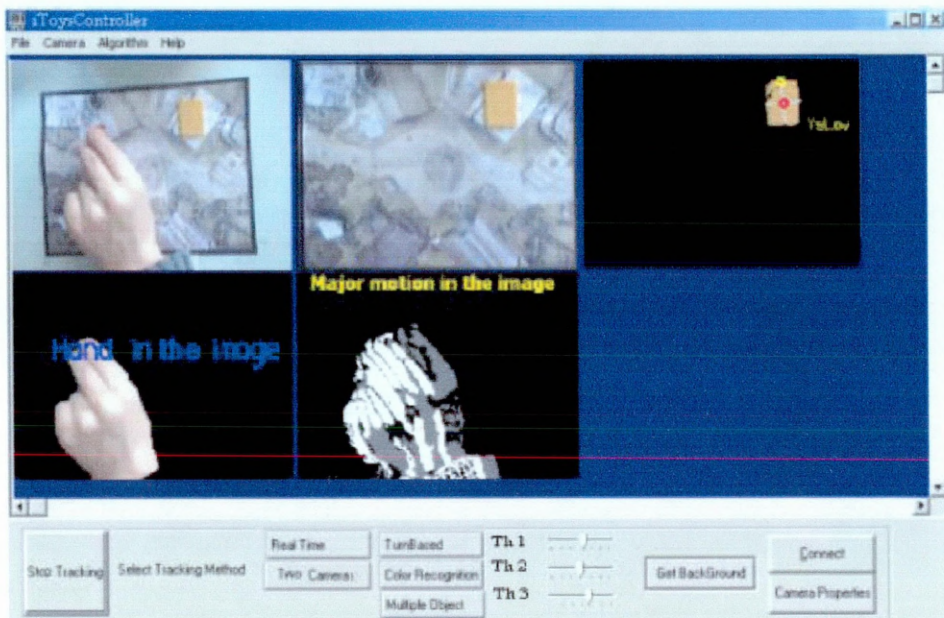 iToysController
File Camera Algorithm Help
YeLLow
Major motion in the image
Hand in the image
Stop Tracking
Select Tracking Method
Real Time
Two Camera:
TurnBased
Color Recognition
Multiple Object
Th 1
Th 2
Th 3
Get BackGround
Connect
Camera Properties